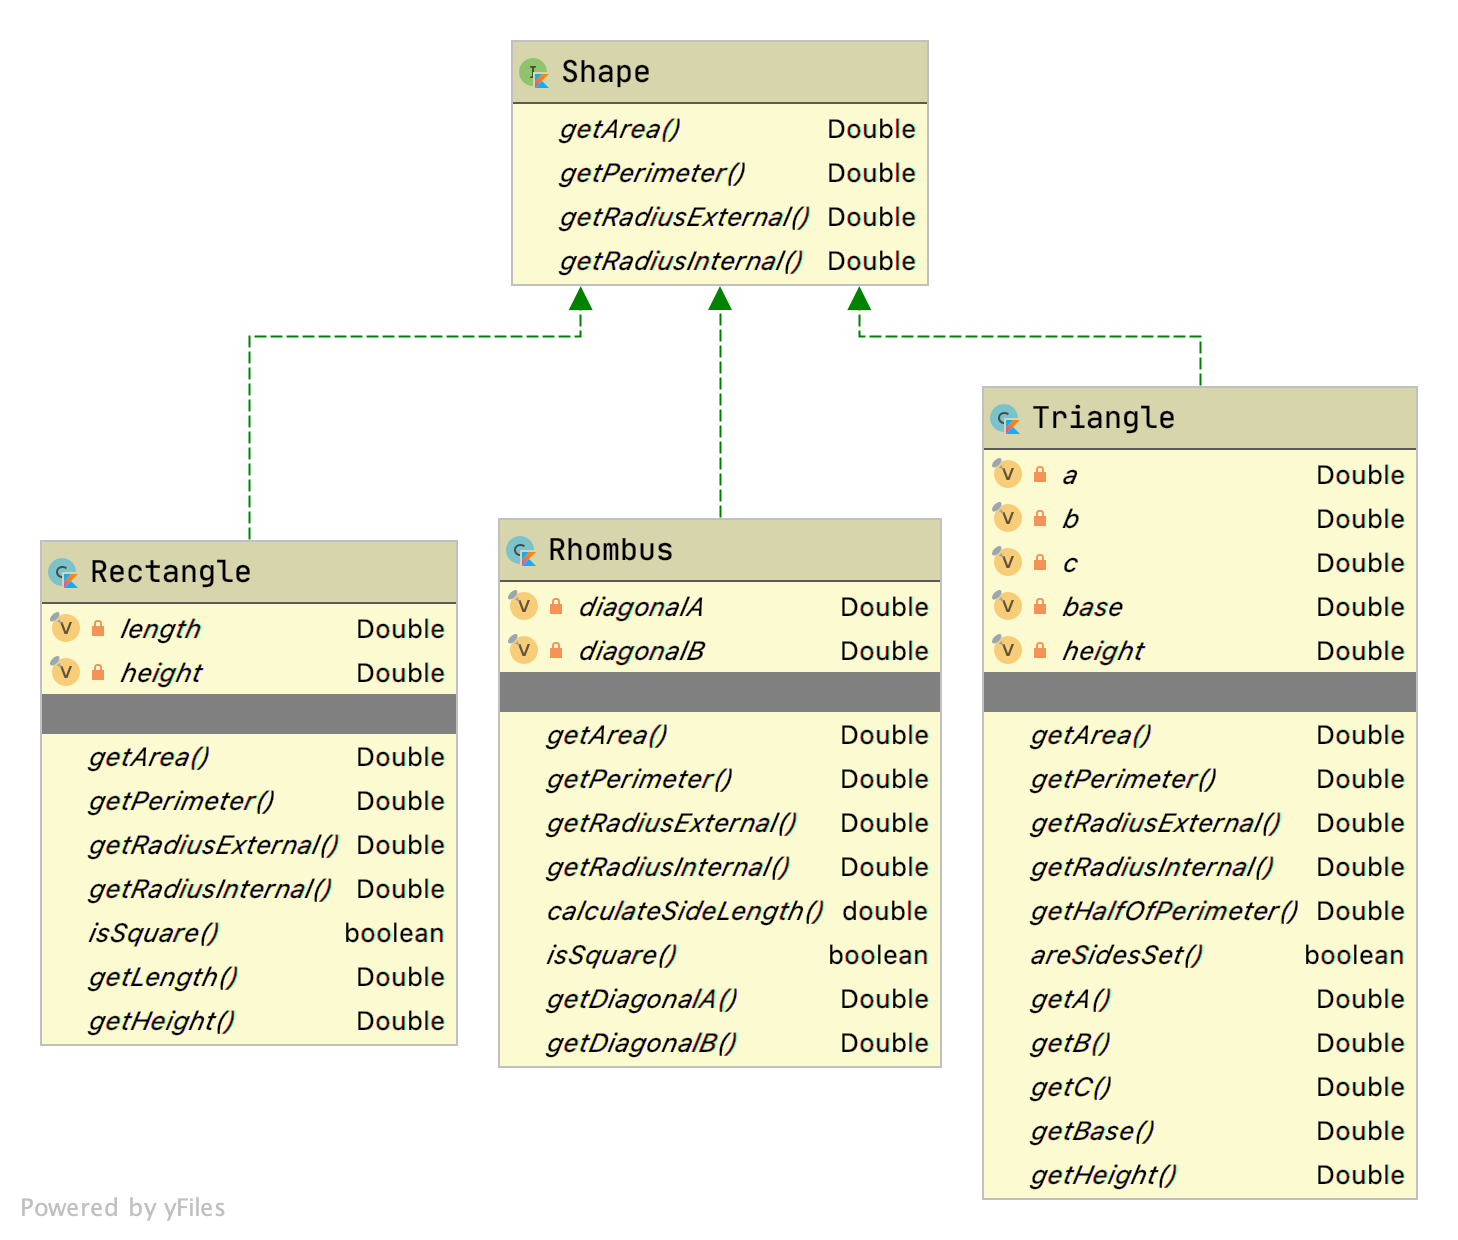 Shape
getArea() Double
getPerimeter() Double
getRadiusExternal() Double
getRadiusInternal() Double
Rectangle
length Double
height Double
getArea() Double
getPerimeter() Double
getRadiusExternal() Double
getRadiusInternal() Double
isSquare() boolean
getLength() Double
getHeight() Double
Rhombus
diagonalA Double
diagonalB Double
getArea() Double
getPerimeter() Double
getRadiusExternal() Double
getRadiusInternal() Double
calculateSideLength() double
isSquare() boolean
getDiagonalA() Double
getDiagonalB() Double
Triangle
a Double
b Double
c Double
base Double
height Double
getArea() Double
getPerimeter() Double
getRadiusExternal() Double
getRadiusInternal() Double
getHalfOfPerimeter() Double
areSidesSet() boolean
getA() Double
getB() Double
getC() Double
getBase() Double
getHeight() Double
Powered by yFiles